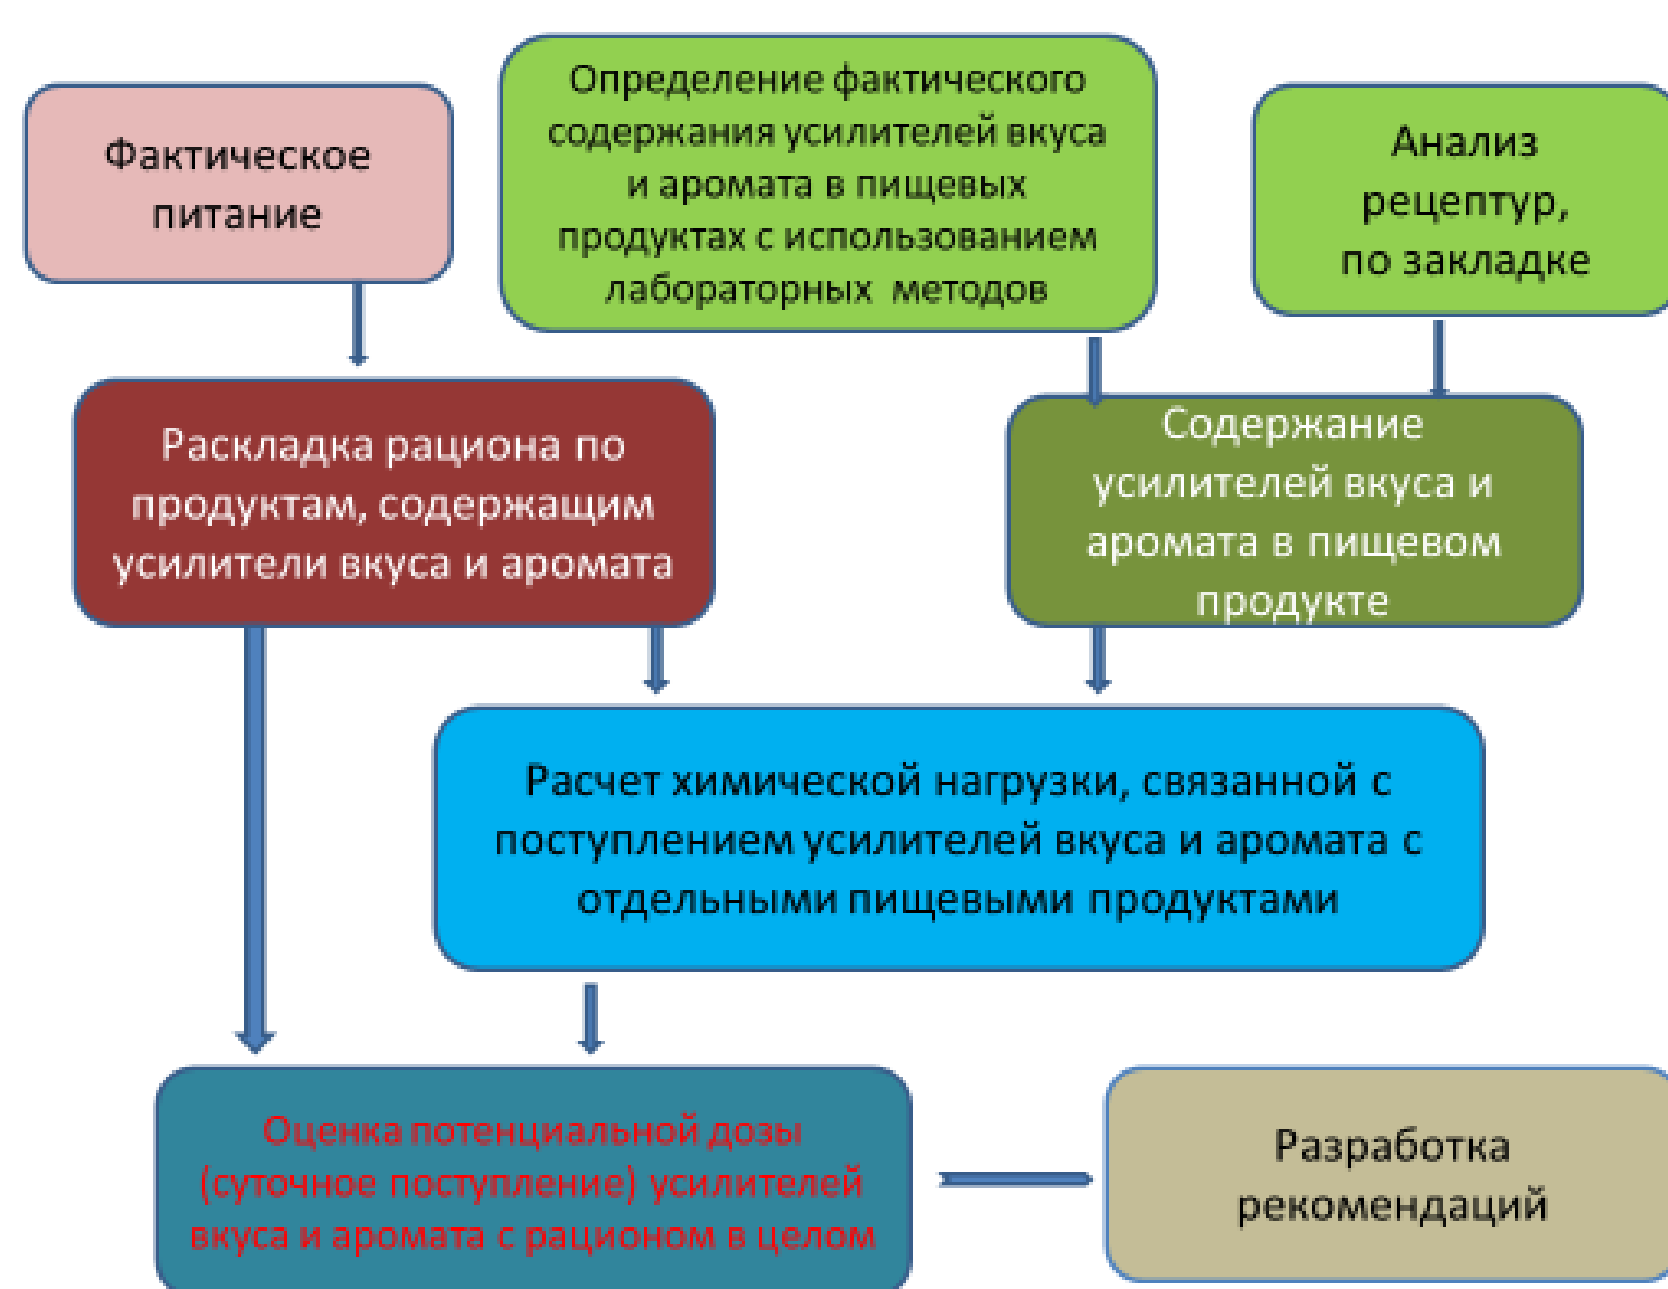 Фактическое
питание
Определение фактического
содержания усилителей вкуса
и аромата в пищевых
продуктах с использованием
лабораторных методов
Анализ
рецептур,
по закладке
Раскладка рациона по
продуктам, содержащим
усилители вкуса и аромата
Содержание
усилителей вкуса и
аромата в пищевом
продукте
Расчет химической нагрузки, связанной с
поступлением усилителей вкуса и аромата с
отдельными пищевыми продуктами
Оценка потенциальной дозы
(суточное поступление) усилителей
вкуса и аромата с рационом в целом
Разработка
рекомендаций